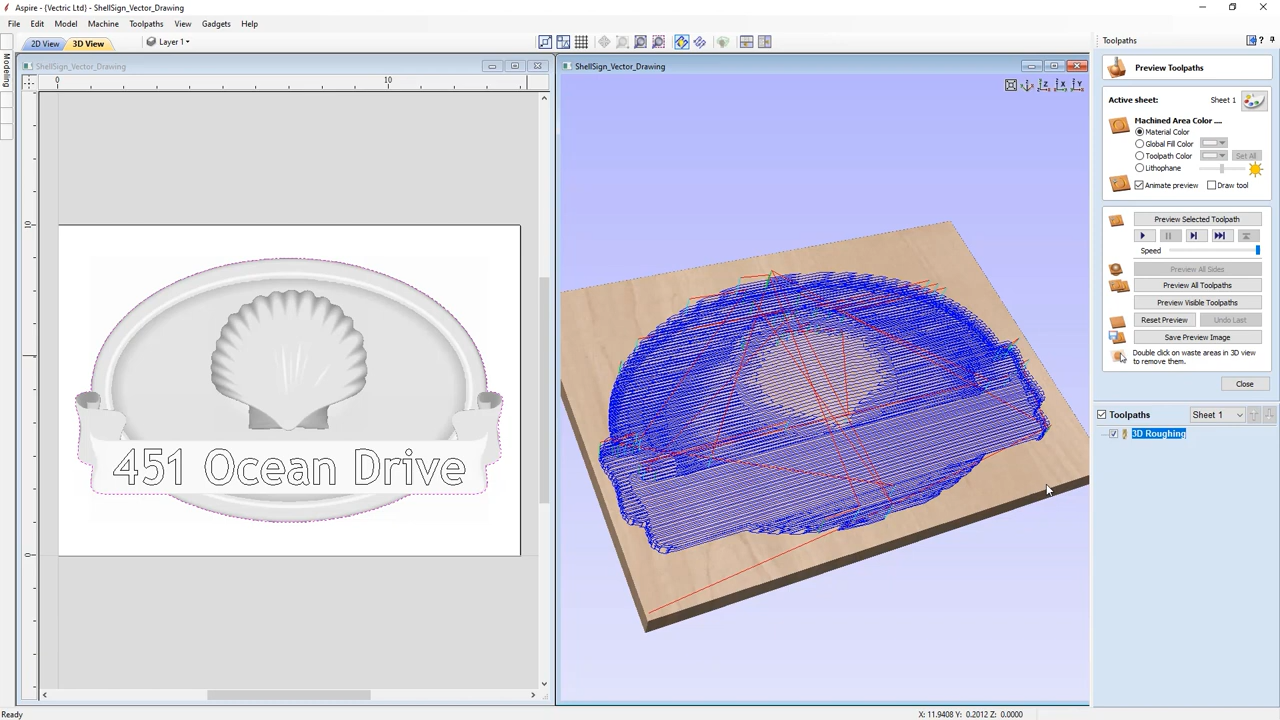 Aspire - {Vectric Ltd} - ShellSign_Vector_Drawing
File Edit Model Machine Toolpaths View Gadgets Help
2D View 3D View Layer 1
Modeling
ShellSign_Vector_Drawing
0 10
10
0
451 Ocean Drive
ShellSign_Vector_Drawing
Z X Y
Toolpaths
Preview Toolpaths
Active sheet: Sheet 1
Machined Area Color ....
Material Color
Global Fill Color
Toolpath Color Set All
Lithophane
Animate preview Draw tool
Preview Selected Toolpath
Speed
Preview All Sides
Preview All Toolpaths
Preview Visible Toolpaths
Reset Preview Undo Last
Save Preview Image
Double click on waste areas in 3D view
to remove them.
Close
Toolpaths Sheet 1
3D Roughing
Ready X: 11.9408 Y: 0.2012 Z: 0.0000